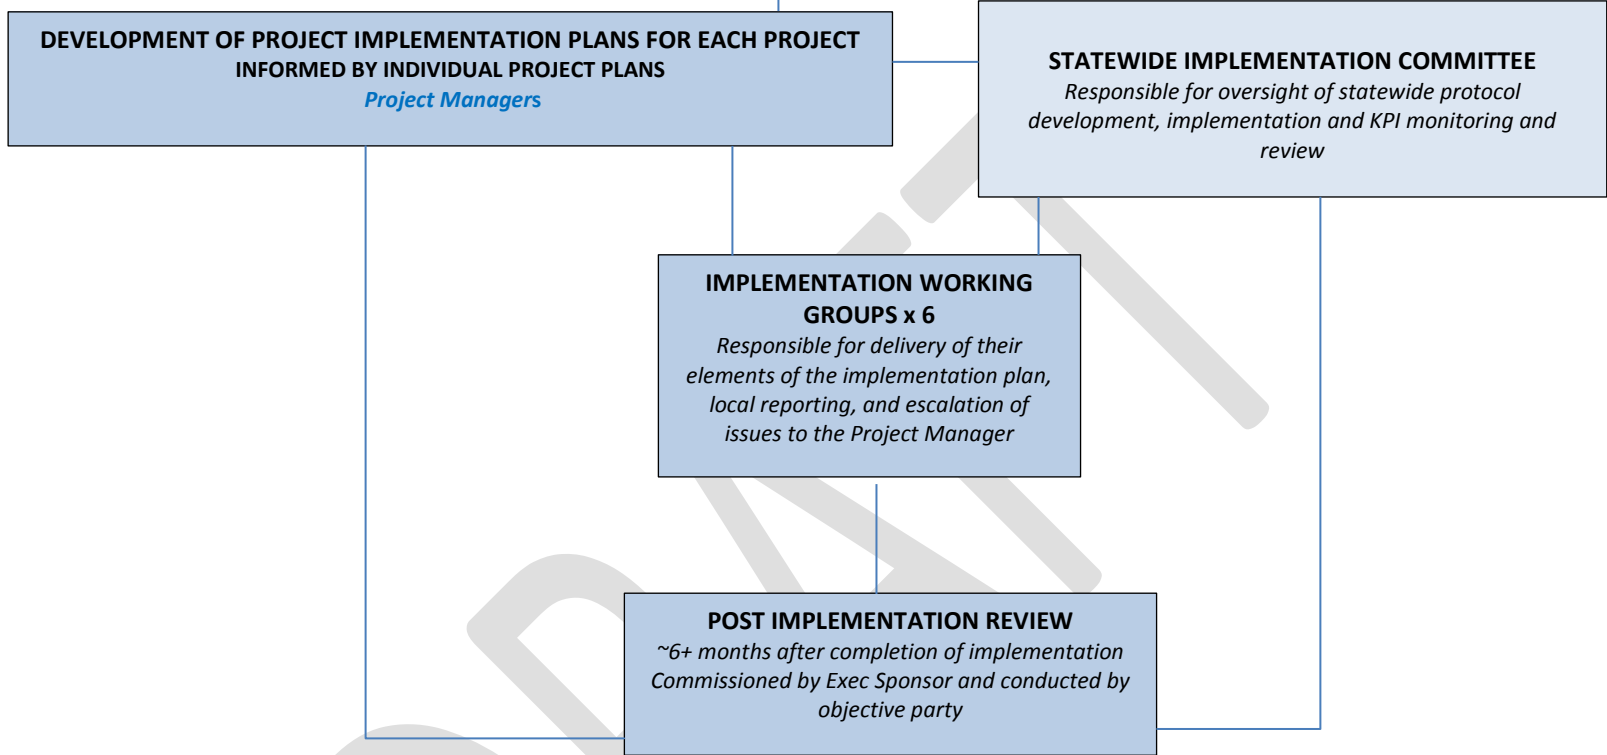 DEVELOPMENT OF PROJECT IMPLEMENTATION PLANS FOR EACH PROJECT
INFORMED BY INDIVIDUAL PROJECT PLANS
Project Managers
STATEWIDE IMPLEMENTATION COMMITTEE
Responsible for oversight of statewide protocol
development, implementation and KPI monitoring and
review
IMPLEMENTATION WORKING
GROUPS x 6
Responsible for delivery of their
elements of the implementation plan,
local reporting, and escalation of
issues to the Project Manager
POST IMPLEMENTATION REVIEW
~6+ months after completion of implementation
Commissioned by Exec Sponsor and conducted by
objective party
DRAFT